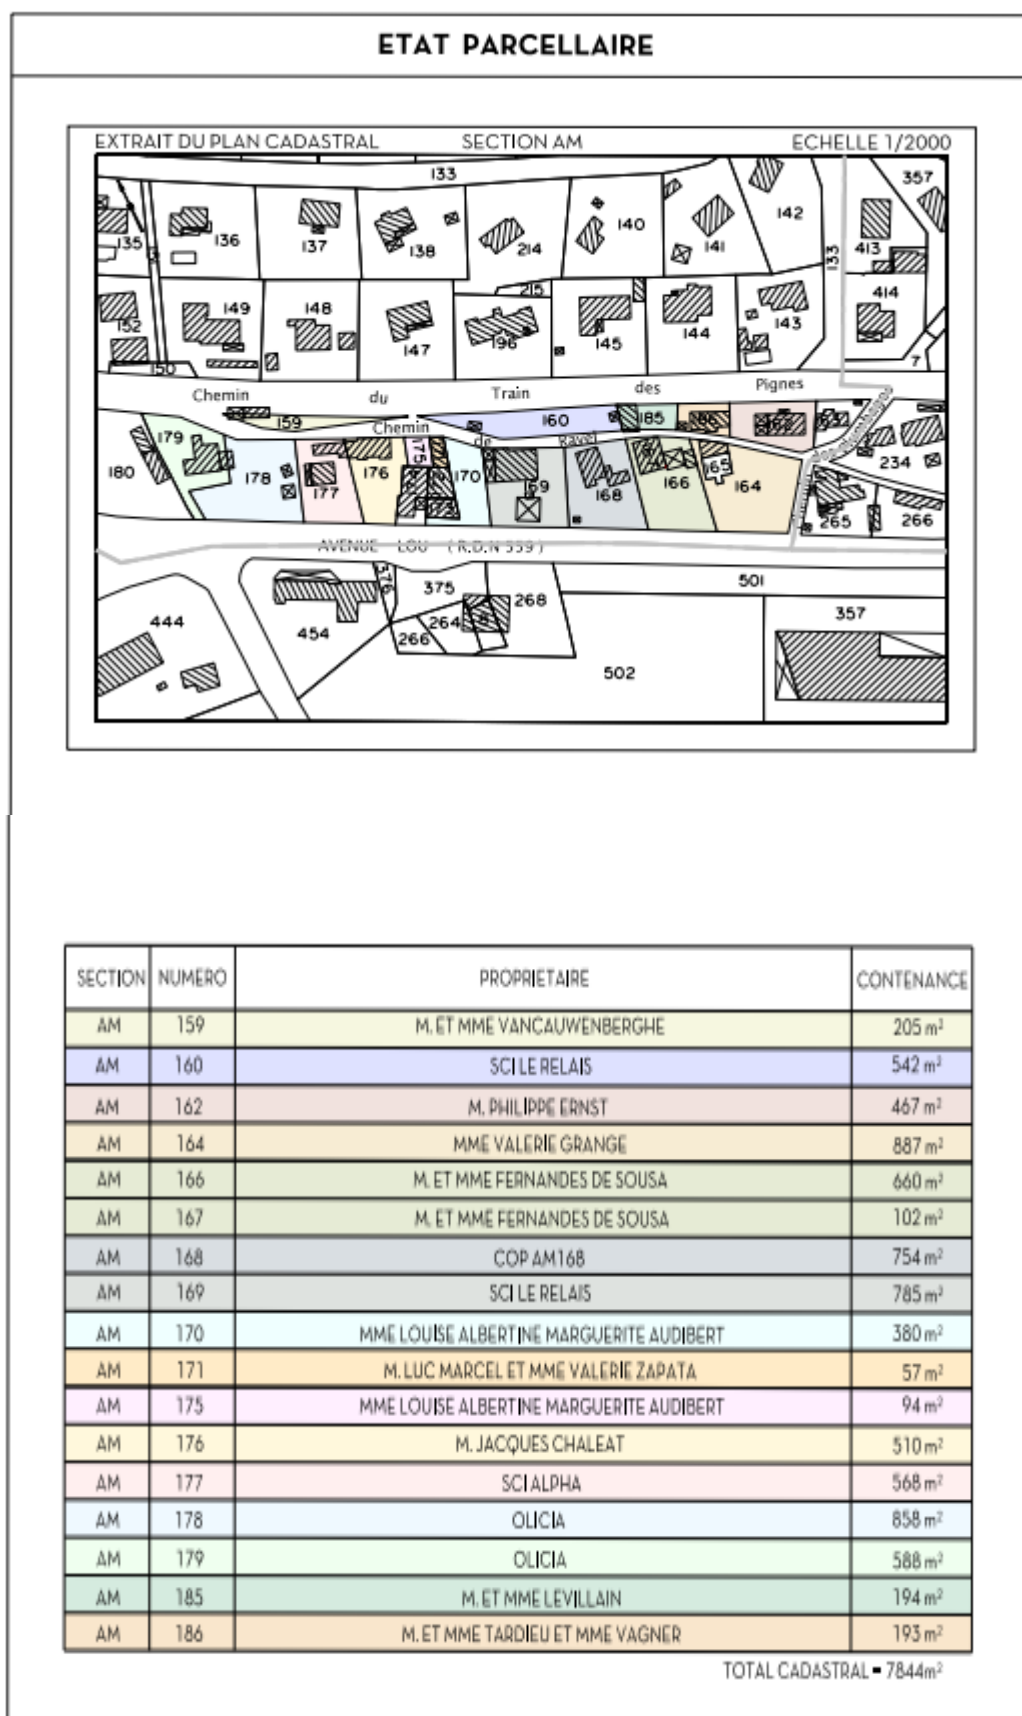 ETAT PARCELLAIRE
EXTRAIT DU PLAN CADASTRAL SECTION AM ECHELLE 1/2000
133
357
135 136 137 138 214 140 141 142 133 413
215 414
152 149 148 147 196 145 144 143
150 7
Chemin du Train des Pignes
159 Chemin 160 185
de Ravel
179 175
180 178 177 176 170 169 168 166 165 164 234
265 266
AVENUE LOU ( R.D.N 559 )
376 375 268 501
444 454 266 264 357
502
SECTION NUMERO PROPRIETAIRE CONTENANCE
AM 159 M. ET MME VANCAUWENBERGHE 205 m²
AM 160 SCI LE RELAIS 542 m²
AM 162 M. PHILIPPE ERNST 467 m²
AM 164 MME VALERIE GRANGE 887 m²
AM 166 M. ET MME FERNANDES DE SOUSA 660 m²
AM 167 M. ET MME FERNANDES DE SOUSA 102 m²
AM 168 COP AM168 754 m²
AM 169 SCI LE RELAIS 785 m²
AM 170 MME LOUISE ALBERTINE MARGUERITE AUDIBERT 380 m²
AM 171 M. LUC MARCEL ET MME VALERIE ZAPATA 57 m²
AM 175 MME LOUISE ALBERTINE MARGUERITE AUDIBERT 94 m²
AM 176 M. JACQUES CHALEAT 510 m²
AM 177 SCI ALPHA 568 m²
AM 178 OLICIA 858 m²
AM 179 OLICIA 588 m²
AM 185 M. ET MME LEVILLAIN 194 m²
AM 186 M. ET MME TARDIEU ET MME VAGNER 193 m²
TOTAL CADASTRAL = 7844m²